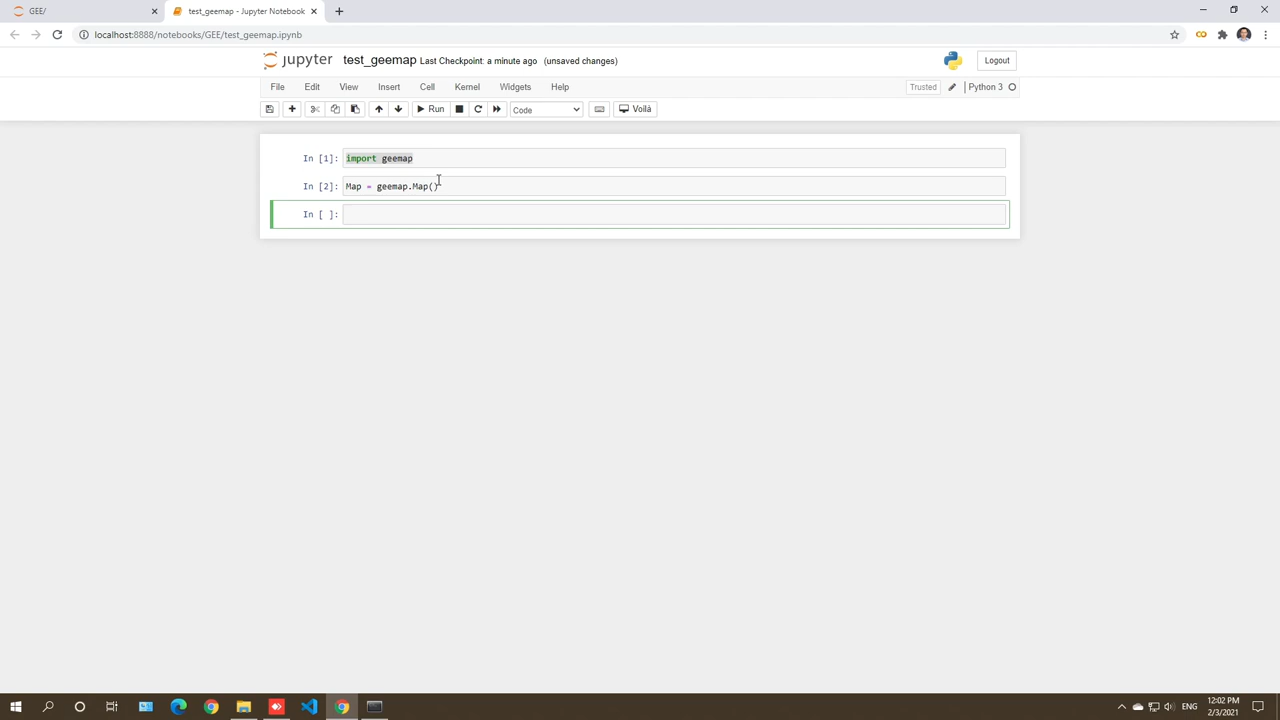 GEE/
test_geemap - Jupyter Notebook
localhost:8888/notebooks/GEE/test_geemap.ipynb
jupyter test_geemap Last Checkpoint: a minute ago (unsaved changes)
Logout
File Edit View Insert Cell Kernel Widgets Help
Trusted
Python 3
Run
Code
Voilà
In [1]: import geemap
In [2]: Map = geemap.Map()
In [ ]:
ENG
12:02 PM
2/3/2021